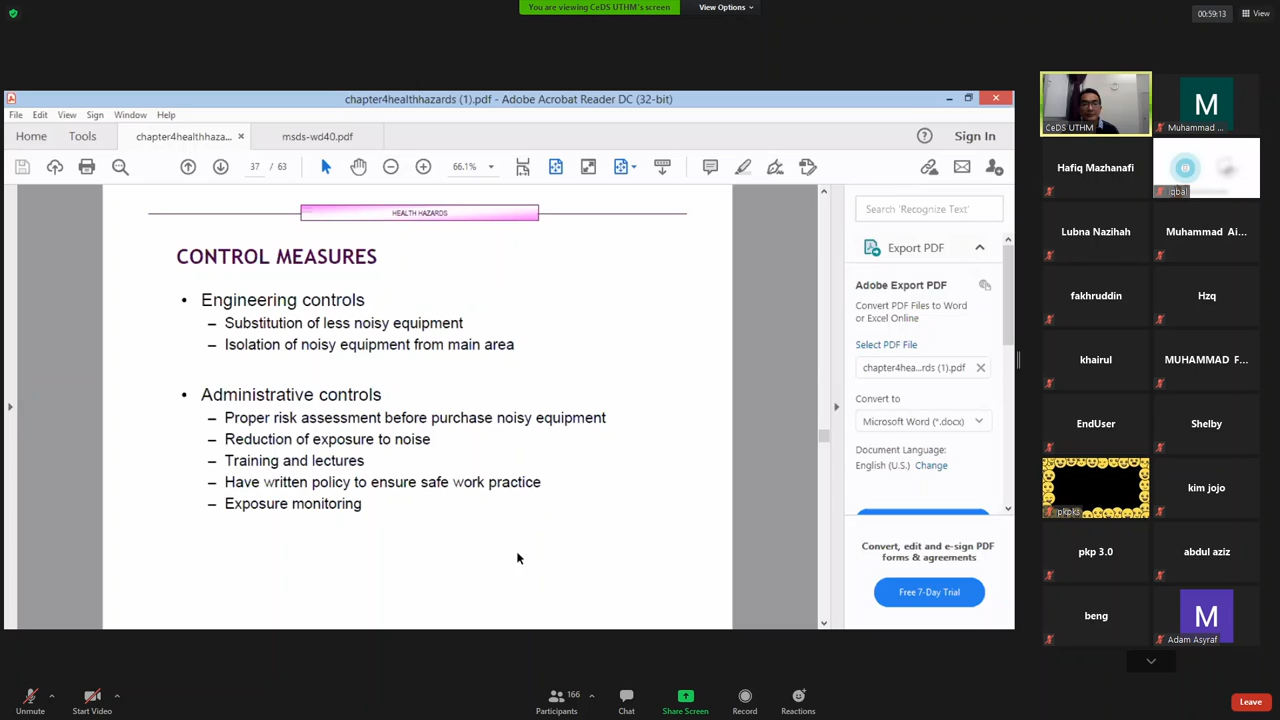 You are viewing CeDS UTHM's screen
View Options
00:59:13
View
chapter4healthhazards (1).pdf - Adobe Acrobat Reader DC (32-bit)
File Edit View Sign Window Help
Home Tools chapter4healthhaza... × msds-wd40.pdf Sign In
37 / 63 66.1%
HEALTH HAZARDS
CONTROL MEASURES
• Engineering controls
– Substitution of less noisy equipment
– Isolation of noisy equipment from main area
• Administrative controls
– Proper risk assessment before purchase noisy equipment
– Reduction of exposure to noise
– Training and lectures
– Have written policy to ensure safe work practice
– Exposure monitoring
Search 'Recognize Text'
Export PDF
Adobe Export PDF
Convert PDF Files to Word
or Excel Online
Select PDF File
chapter4hea...rds (1).pdf
Convert to
Microsoft Word (*.docx)
Document Language:
English (U.S.) Change
Convert, edit and e-sign PDF
forms & agreements
Free 7-Day Trial
CeDS UTHM
M
Muhammad ...
Hafiq Mazhanafi
iqbal
Lubna Nazihah
Muhammad Ai...
fakhruddin
Hzq
khairul
MUHAMMAD F...
EndUser
Shelby
pkpks
kim jojo
pkp 3.0
abdul aziz
beng
M
Adam Asyraf
Unmute
Start Video
166
Participants
Chat
Share Screen
Record
Reactions
Leave